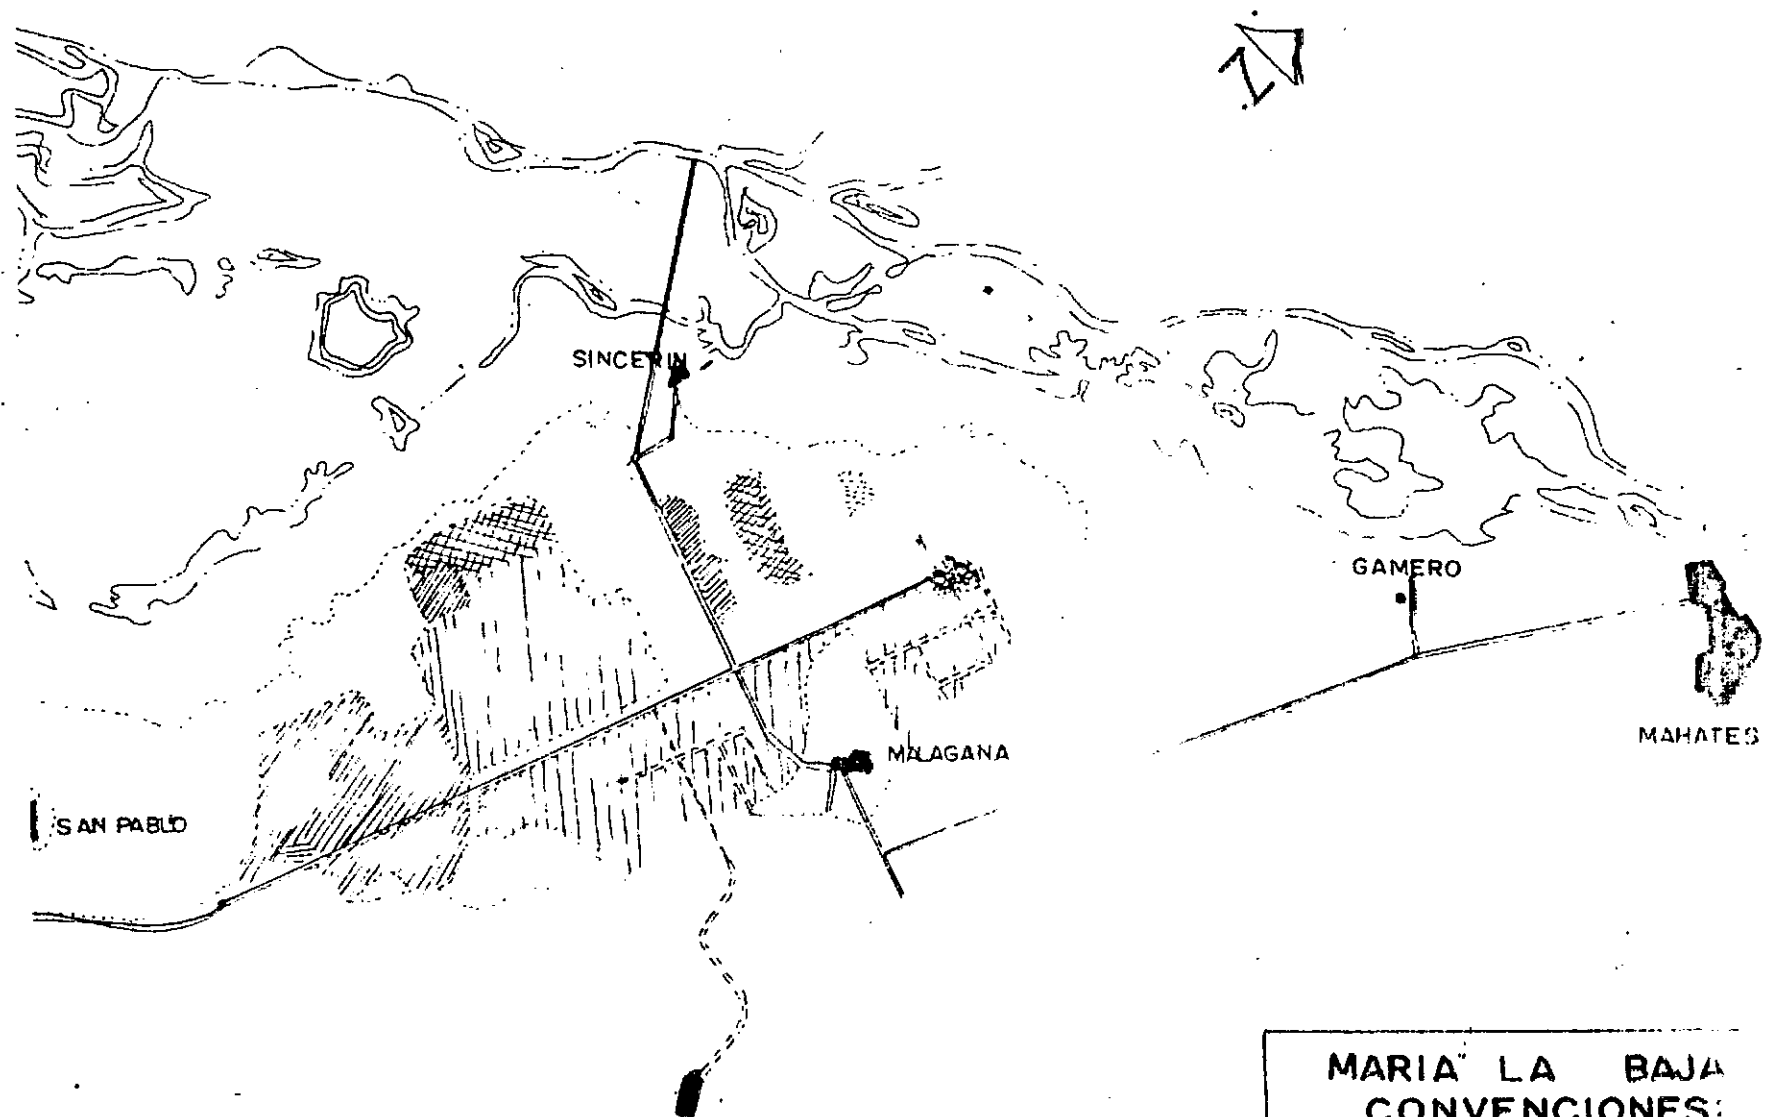 N
SINCERIN
GAMERO
MAHATES
MALAGANA
SAN PABLO
MARIA LA BAJA
CONVENCIONES: